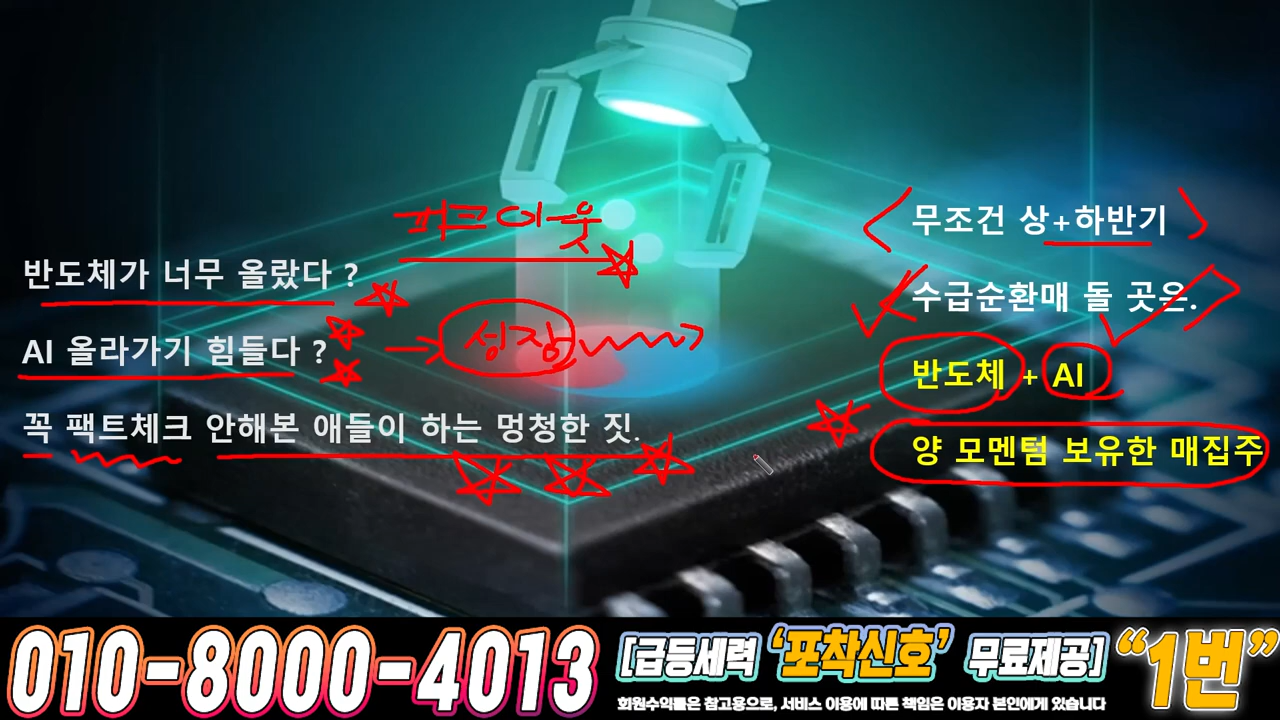 피크아웃
반도체가 너무 올랐다 ?
AI 올라가기 힘들다 ?
성장
꼭 팩트체크 안해본 애들이 하는 멍청한 짓.
무조건 상+하반기
수급순환매 돌 곳은.
반도체 + AI
양 모멘텀 보유한 매집주
010-8000-4013
[급등세력 '포착신호' 무료제공] "1번"
회원수익률은 참고용으로, 서비스 이용에 따른 책임은 이용자 본인에게 있습니다